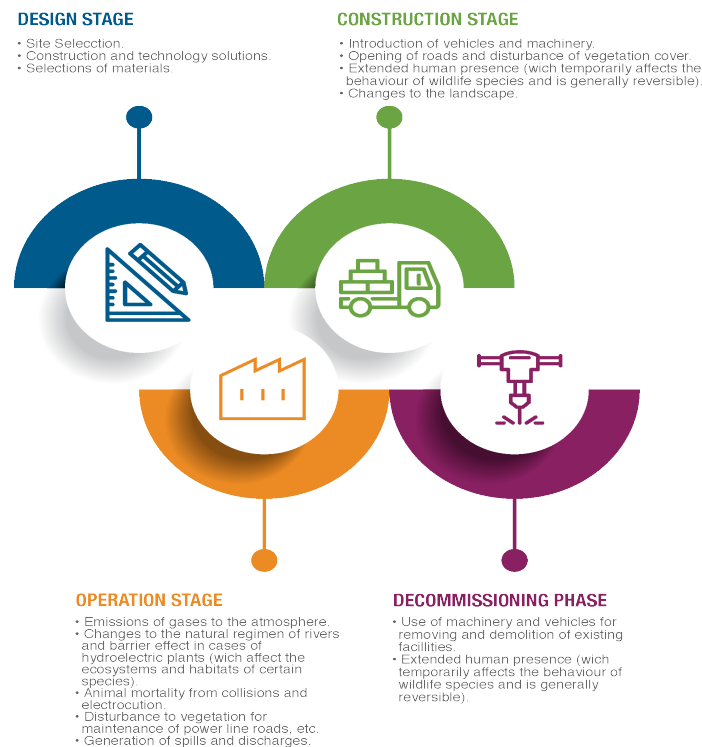 DESIGN STAGE
• Site Selecction.
• Construction and technology solutions.
• Selections of materials.
CONSTRUCTION STAGE
• Introduction of vehicles and machinery.
• Opening of roads and disturbance of vegetation cover.
• Extended human presence (wich temporarily affects the
behaviour of wildlife species and is generally reversible).
• Changes to the landscape.
OPERATION STAGE
• Emissions of gases to the atmosphere.
• Changes to the natural regimen of rivers
and barrier effect in cases of
hydroelectric plants (wich affect the
ecosystems and habitats of certain
species).
• Animal mortality from collisions and
electrocution.
• Disturbance to vegetation for
maintenance of power line roads, etc.
• Generation of spills and discharges.
DECOMMISSIONING PHASE
• Use of machinery and vehicles for
removing and demolition of existing
facillities.
• Extended human presence (wich
temporarily affects the behaviour of
wildlife species and is generally
reversible).